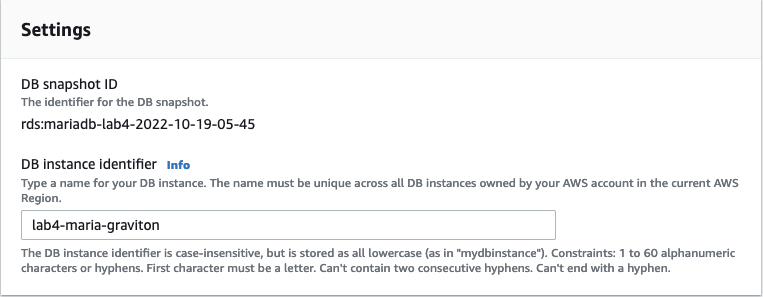 Settings
DB snapshot ID
The identifier for the DB snapshot.
rds:mariadb-lab4-2022-10-19-05-45
DB instance identifier Info
Type a name for your DB instance. The name must be unique across all DB instances owned by your AWS account in the current AWS
Region.
lab4-maria-graviton
The DB instance identifier is case-insensitive, but is stored as all lowercase (as in "mydbinstance"). Constraints: 1 to 60 alphanumeric
characters or hyphens. First character must be a letter. Can't contain two consecutive hyphens. Can't end with a hyphen.